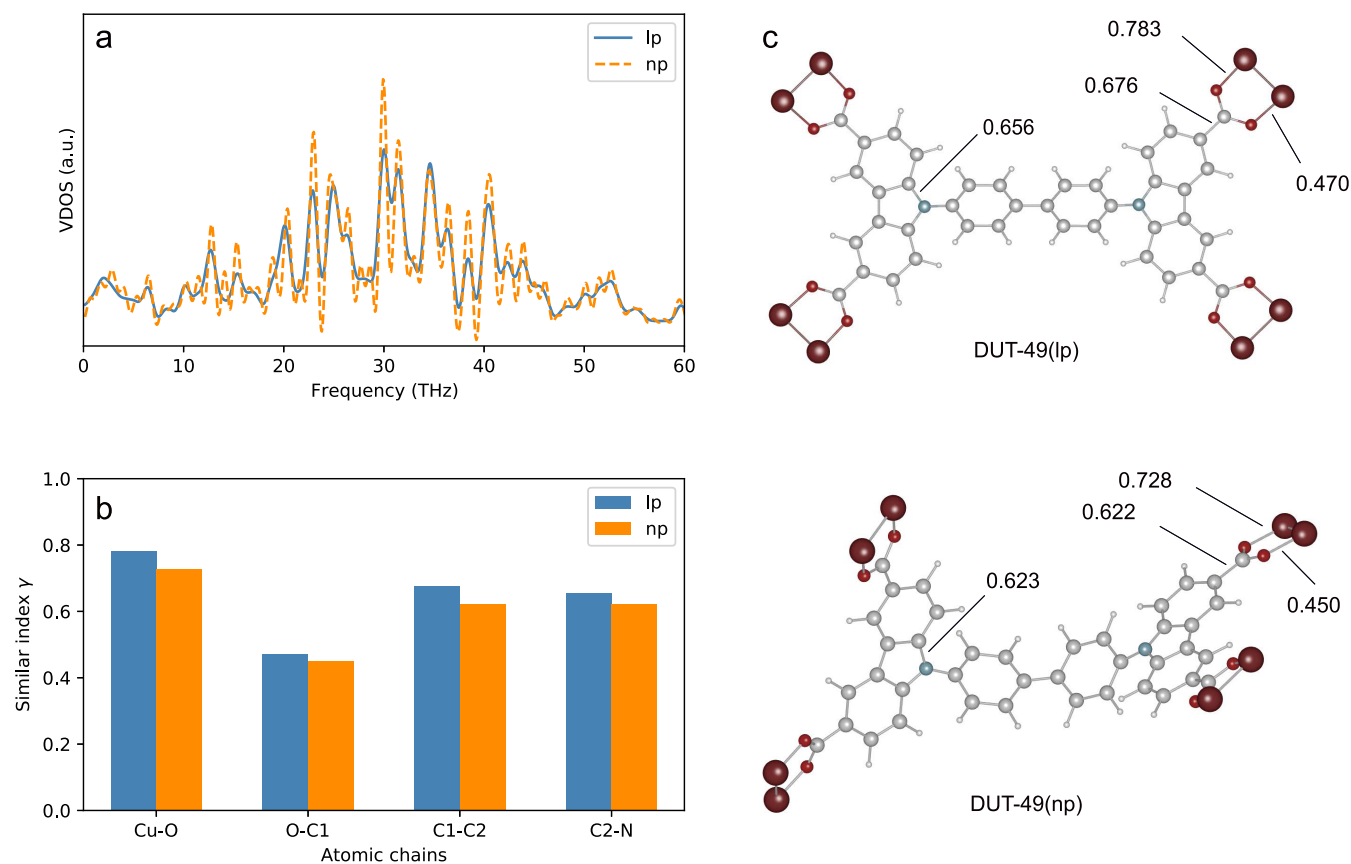 a
lp
np
VDOS (a.u.)
0 10 20 30 40 50 60
Frequency (THz)
b
lp
np
Similar index γ
1.0
0.8
0.6
0.4
0.2
0.0
Cu-O O-C1 C1-C2 C2-N
Atomic chains
c
0.783
0.676
0.656
0.470
DUT-49(lp)
0.728
0.622
0.623
0.450
DUT-49(np)